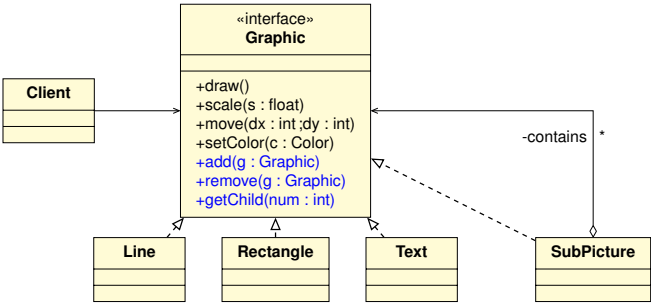 «interface»
Graphic
+draw()
+scale(s : float)
+move(dx : int ;dy : int)
+setColor(c : Color)
+add(g : Graphic)
+remove(g : Graphic)
+getChild(num : int)
Client
-contains
*
Line
Rectangle
Text
SubPicture